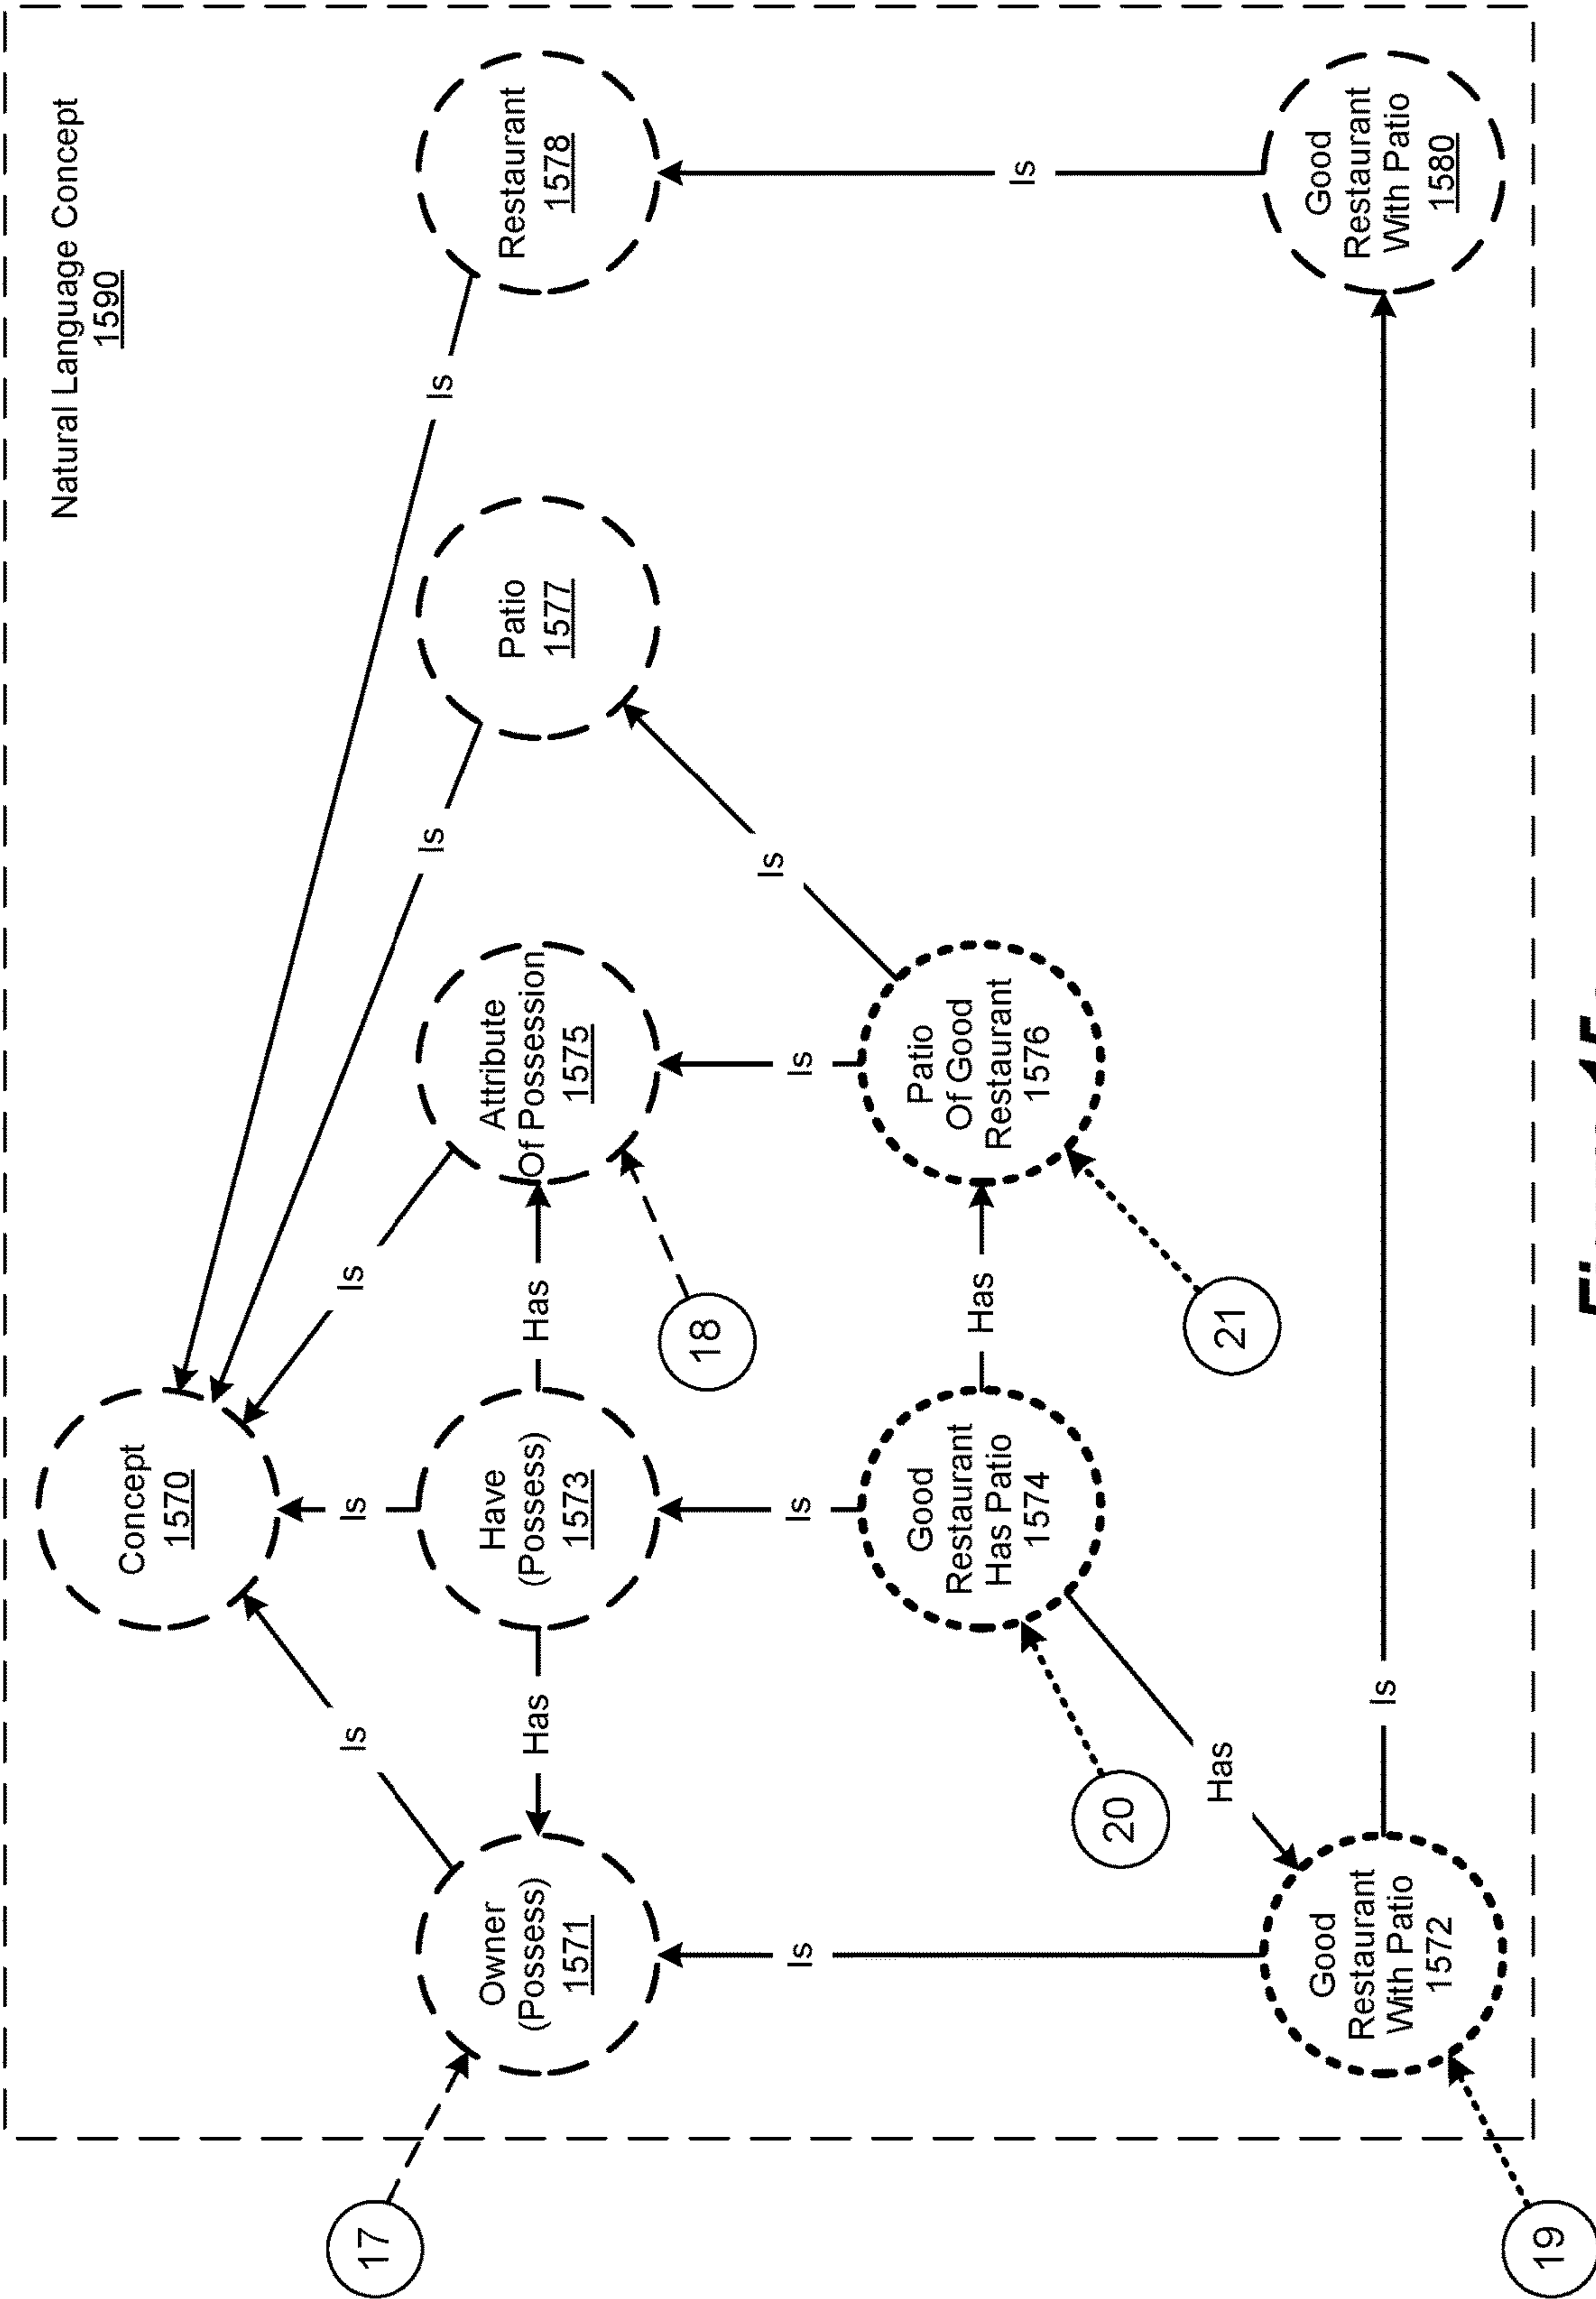 Natural Language Concept
1590
Concept
1570
Is
Is
Is
Is
Is
17
Owner
(Possess)
1571
Has
Have
(Possess)
1573
Has
Attribute
Of Possession
1575
Patio
1577
Restaurant
1578
18
Is
Is
Is
Is
Is
20
Good
Restaurant
Has Patio
1574
Has
Patio
Of Good
Restaurant
1576
Has
21
19
Good
Restaurant
With Patio
1572
Is
Good
Restaurant
With Patio
1580